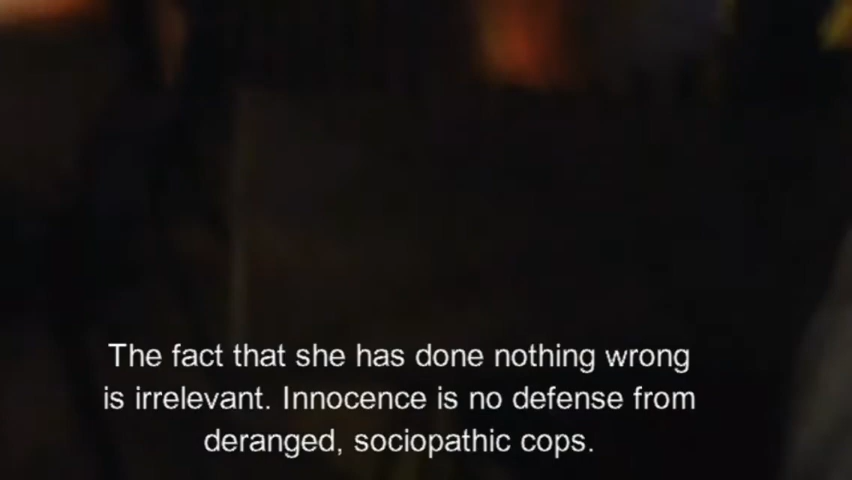 The fact that she has done nothing wrong
is irrelevant. Innocence is no defense from
deranged, sociopathic cops.